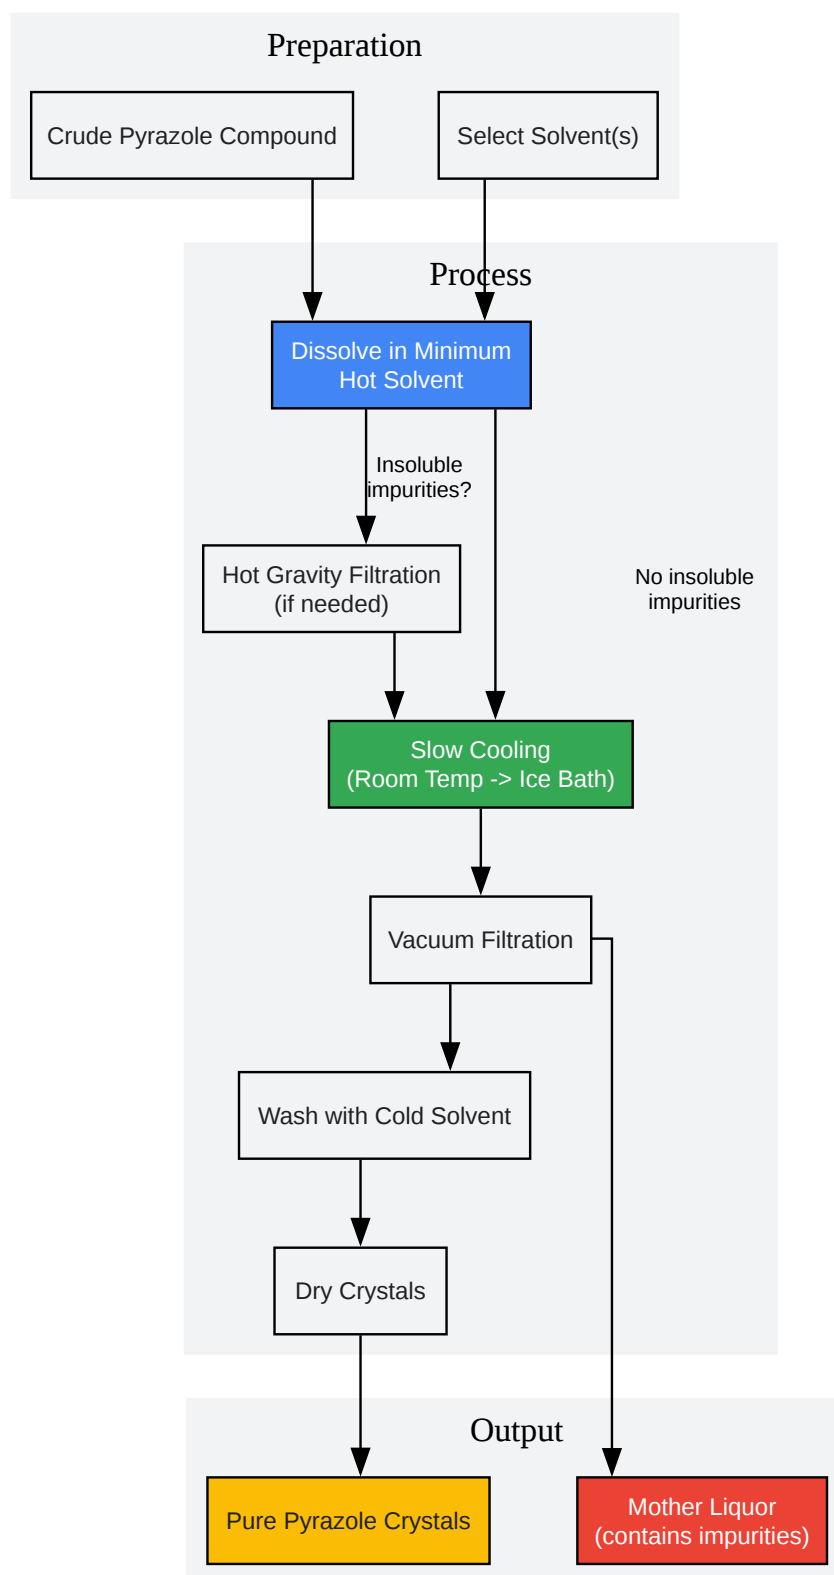 Preparation
Crude Pyrazole Compound
Select Solvent(s)
Process
Dissolve in Minimum
Hot Solvent
Insoluble
impurities?
Hot Gravity Filtration
(if needed)
No insoluble
impurities
Slow Cooling
(Room Temp -> Ice Bath)
Vacuum Filtration
Wash with Cold Solvent
Dry Crystals
Output
Pure Pyrazole Crystals
Mother Liquor
(contains impurities)